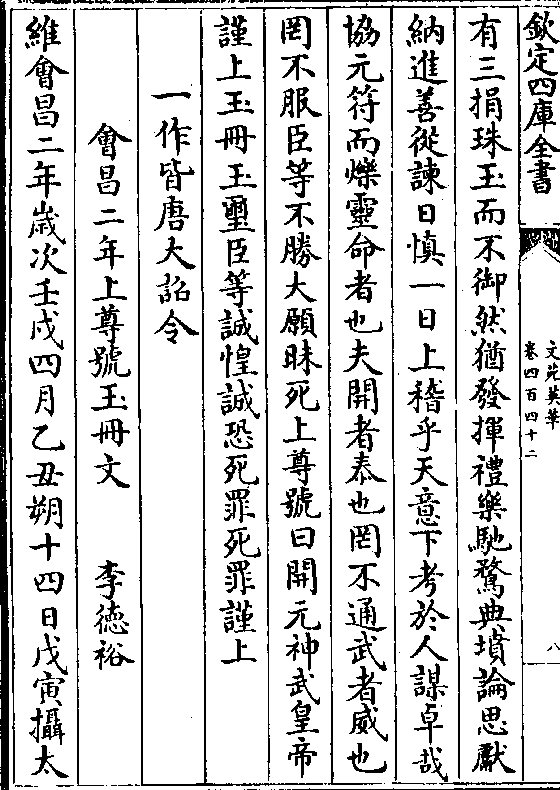 欽定四庫全書
文苑英華
卷四百四十二
八
有三捐珠玉而不御然猶發揮禮樂馳騖典墳論思獻
納進善從諫日慎一日上稽乎天意下考於人謀卓哉
協元符而爍靈命者也夫開者泰也罔不通武者威也
罔不服臣等不勝大願昧死上尊號曰開元神武皇帝
謹上玉冊玉璽臣等誠惶誠恐死罪死罪謹上
一作皆唐大詔令
會昌二年上尊號玉冊文 李德裕
維會昌二年歲次壬戌四月乙丑朔十四日戊寅攝太